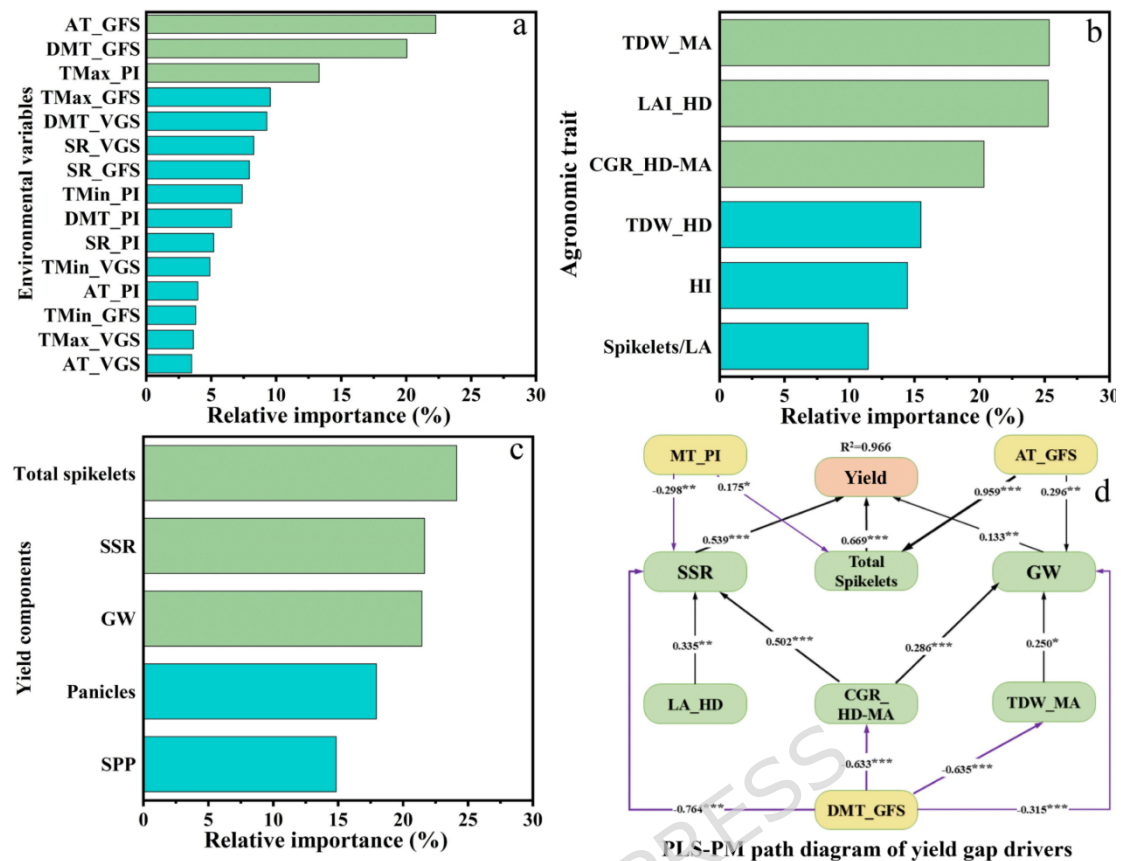 a
Environmental variables
AT_GFS
DMT_GFS
TMax_PI
TMax_GFS
DMT_VGS
SR_VGS
SR_GFS
TMin_PI
DMT_PI
SR_PI
TMin_VGS
AT_PI
TMin_GFS
TMax_VGS
AT_VGS
0 5 10 15 20 25 30
Relative importance (%)
b
Agronomic trait
TDW_MA
LAI_HD
CGR_HD-MA
TDW_HD
HI
Spikelets/LA
0 5 10 15 20 25 30
Relative importance (%)
c
Yield components
Total spikelets
SSR
GW
Panicles
SPP
0 5 10 15 20 25 30
Relative importance (%)
d
R²=0.966
MT_PI
Yield
AT_GFS
-0.298**
0.175*
0.959***
0.296**
0.539***
0.669***
0.133**
SSR
Total
Spikelets
GW
0.335**
0.502***
0.286***
0.250*
LA_HD
CGR_
HD-MA
TDW_MA
-0.633***
-0.635***
-0.764***
DMT_GFS
-0.315***
PLS-PM path diagram of yield gap drivers
RESS